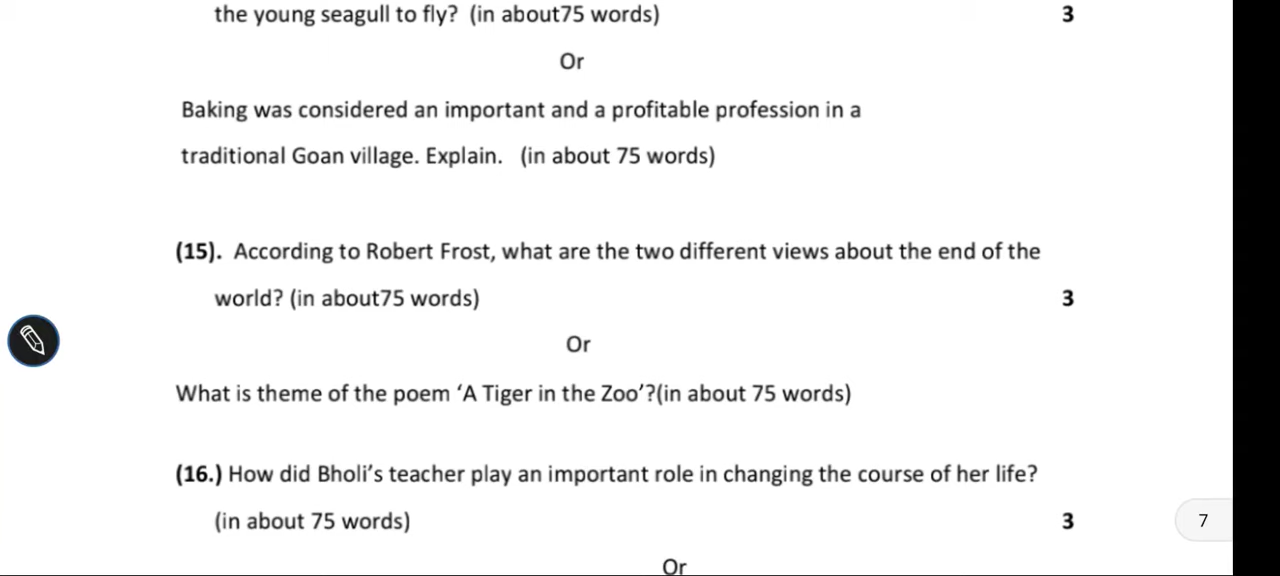 the young seagull to fly? (in about75 words) 3
Or
Baking was considered an important and a profitable profession in a
traditional Goan village. Explain. (in about 75 words)
(15). According to Robert Frost, what are the two different views about the end of the
world? (in about75 words) 3
Or
What is theme of the poem ‘A Tiger in the Zoo’?(in about 75 words)
(16.) How did Bholi’s teacher play an important role in changing the course of her life?
(in about 75 words) 3
7
Or